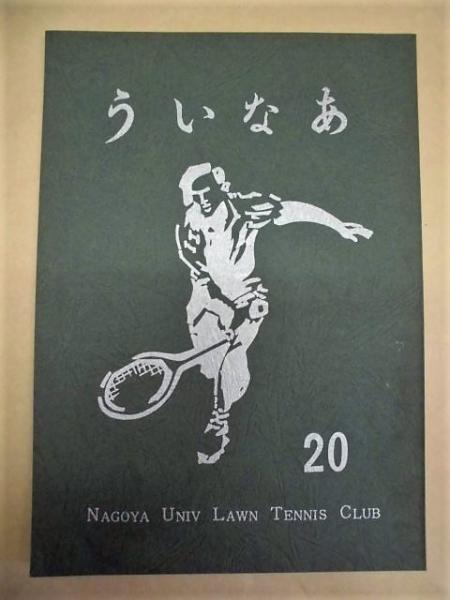 ういなあ
20
NAGOYA UNIV LAWN TENNIS CLUB